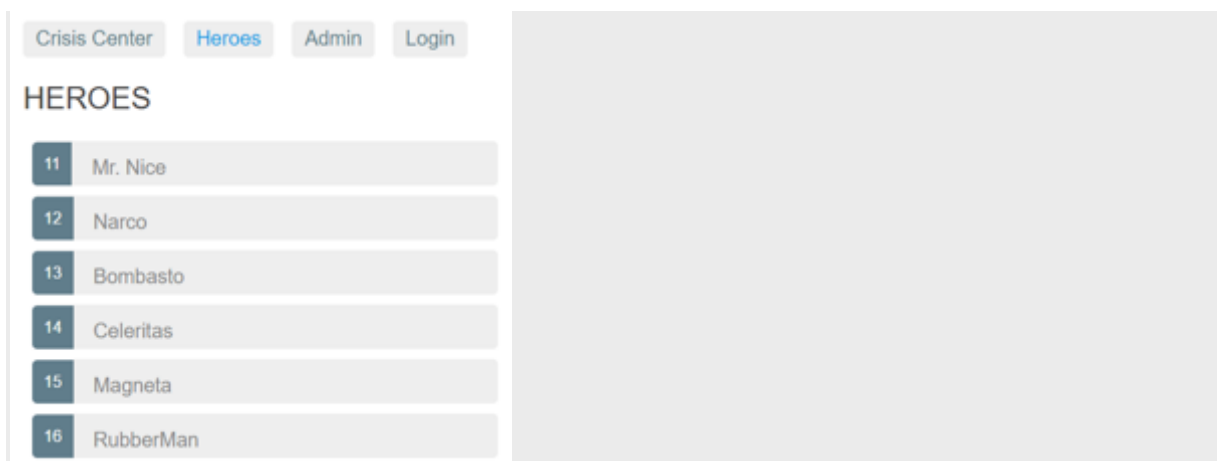 Crisis Center Heroes Admin Login
HEROES
11 Mr. Nice
12 Narco
13 Bombasto
14 Celeritas
15 Magneta
16 RubberMan